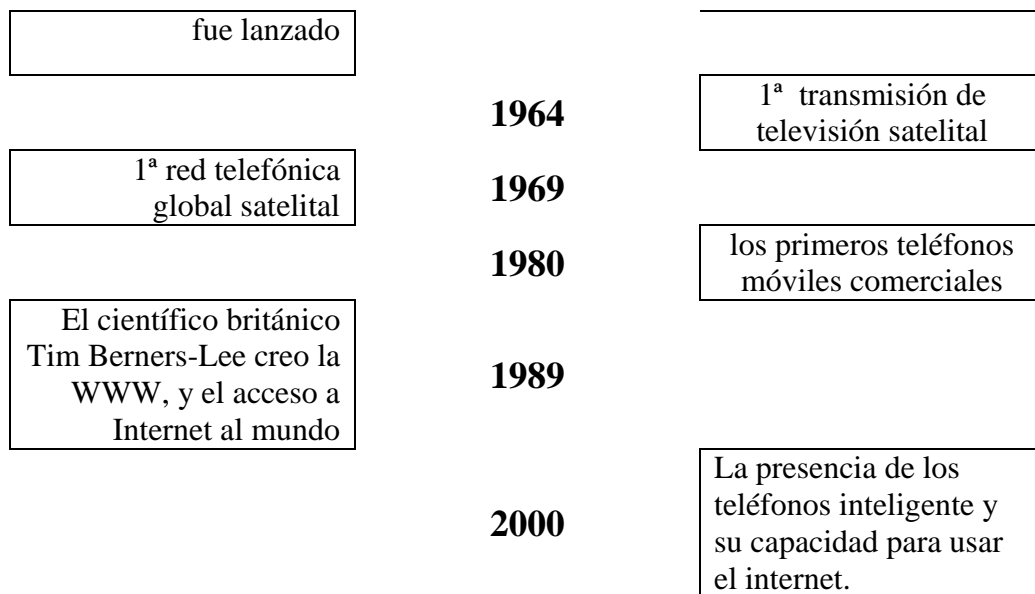 fue lanzado
1964
1ª transmisión de
televisión satelital
1ª red telefónica
global satelital
1969
1980
los primeros teléfonos
móviles comerciales
El científico británico
Tim Berners-Lee creo la
WWW, y el acceso a
Internet al mundo
1989
2000
La presencia de los
teléfonos inteligente y
su capacidad para usar
el internet.